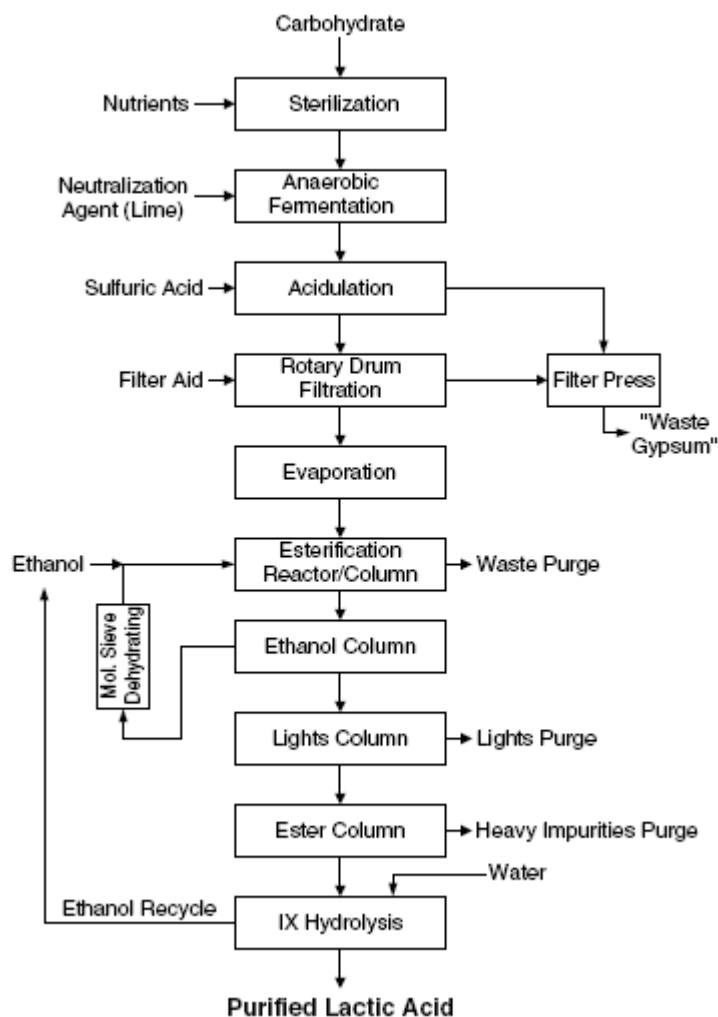 Carbohydrate
Nutrients
Sterilization
Neutralization
Agent (Lime)
Anaerobic
Fermentation
Sulfuric Acid
Acidulation
Filter Aid
Rotary Drum
Filtration
Filter Press
"Waste
Gypsum"
Evaporation
Ethanol
Esterification
Reactor/Column
Waste Purge
Mol. Sieve
Dehydrating
Ethanol Column
Lights Column
Lights Purge
Ester Column
Heavy Impurities Purge
Water
Ethanol Recycle
IX Hydrolysis
Purified Lactic Acid